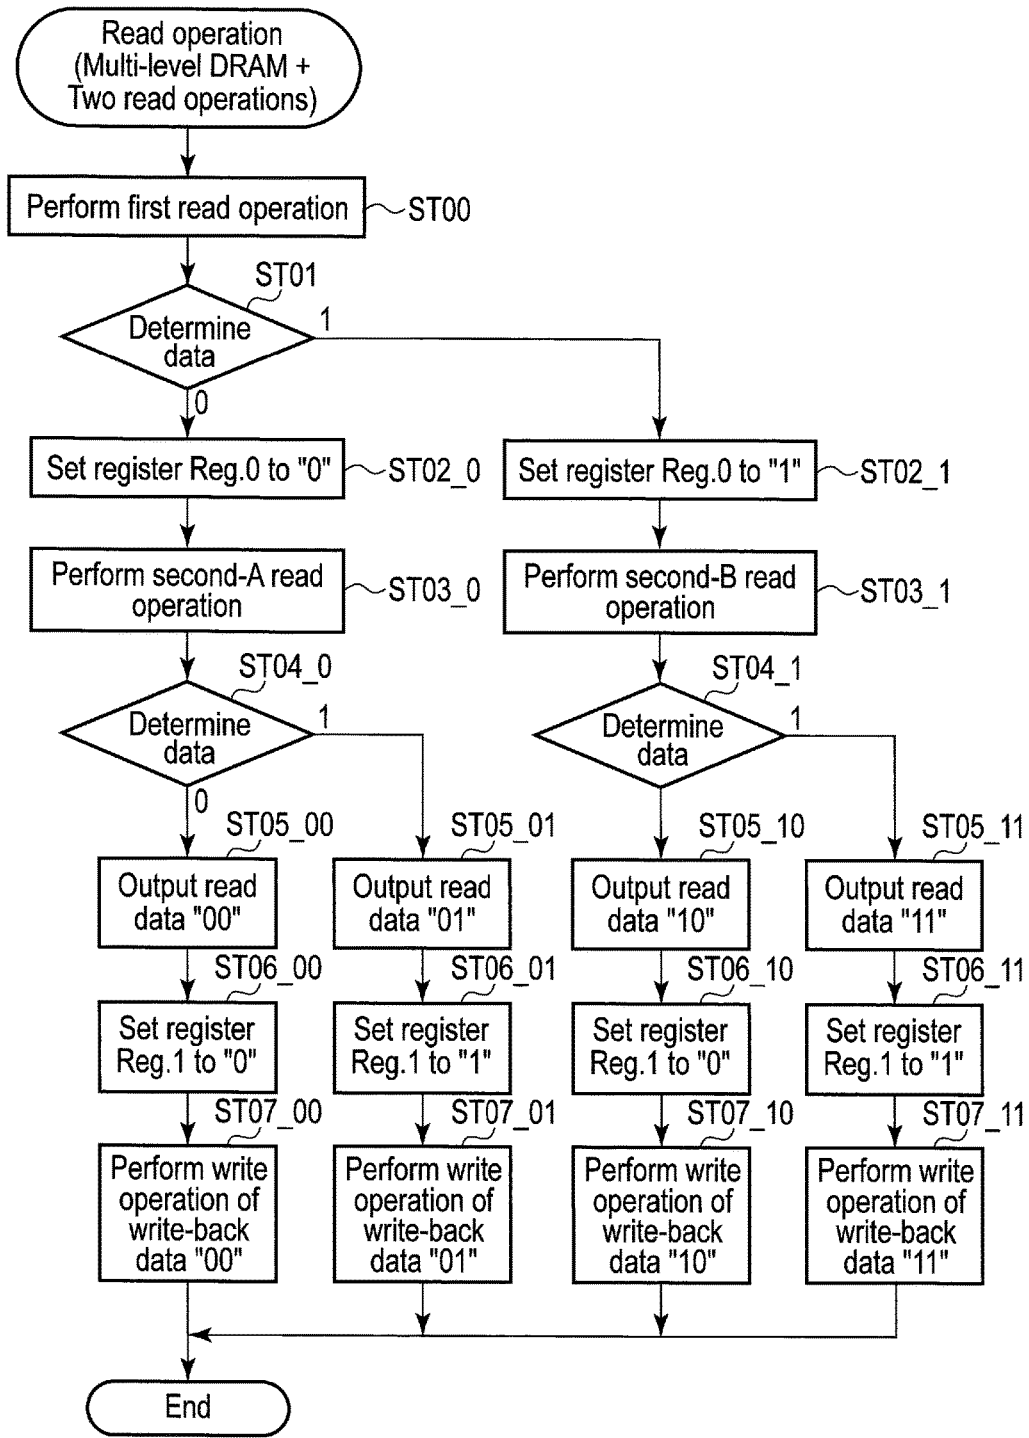 Read operation
(Multi-level DRAM +
Two read operations)
Perform first read operation
ST00
ST01
Determine
data
1
0
Set register Reg.0 to "0"
ST02_0
Set register Reg.0 to "1"
ST02_1
Perform second-A read
operation
ST03_0
Perform second-B read
operation
ST03_1
ST04_0
Determine
data
1
0
ST04_1
Determine
data
1
ST05_00
Output read
data "00"
ST05_01
Output read
data "01"
ST05_10
Output read
data "10"
ST05_11
Output read
data "11"
ST06_00
Set register
Reg.1 to "0"
ST06_01
Set register
Reg.1 to "1"
ST06_10
Set register
Reg.1 to "0"
ST06_11
Set register
Reg.1 to "1"
ST07_00
Perform write
operation of
write-back
data "00"
ST07_01
Perform write
operation of
write-back
data "01"
ST07_10
Perform write
operation of
write-back
data "10"
ST07_11
Perform write
operation of
write-back
data "11"
End